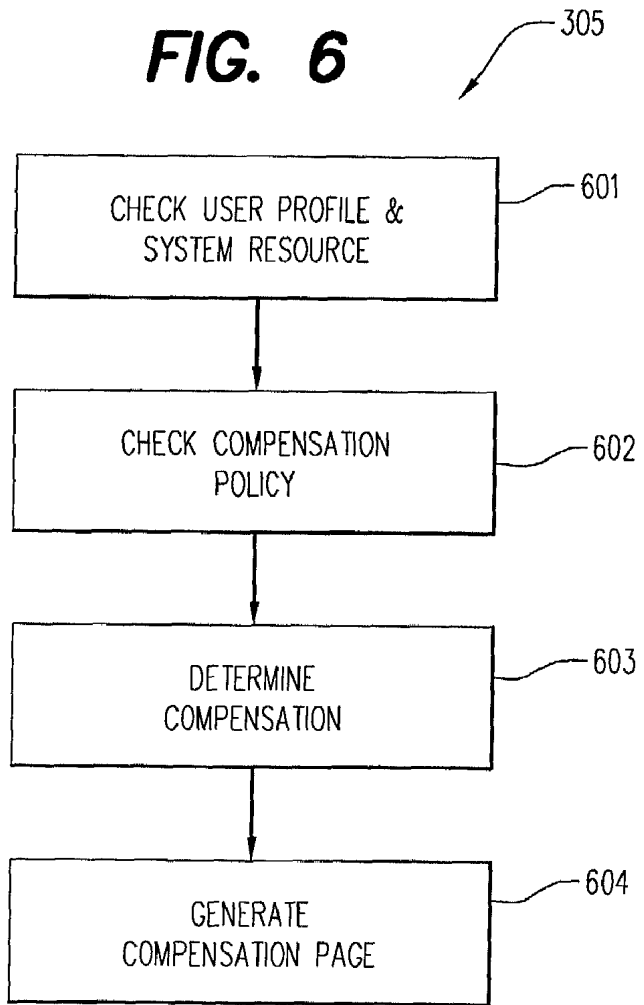 FIG. 6
305
CHECK USER PROFILE &
SYSTEM RESOURCE
601
CHECK COMPENSATION
POLICY
602
DETERMINE
COMPENSATION
603
GENERATE
COMPENSATION PAGE
604